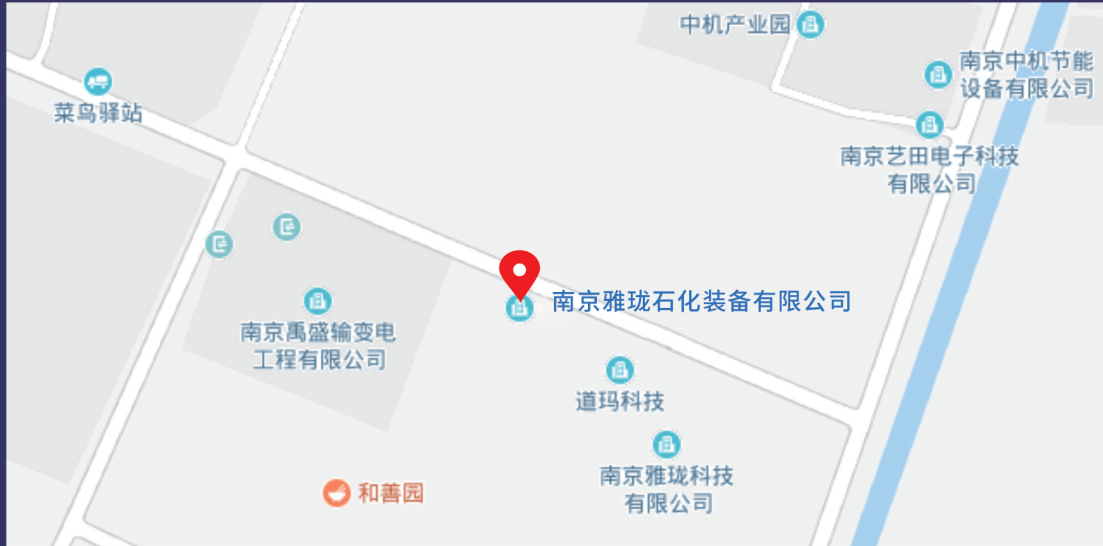 中机产业园
南京中机节能
设备有限公司
菜鸟驿站
南京艺田电子科技
有限公司
南京雅珑石化装备有限公司
南京禹盛输变电
工程有限公司
道玛科技
南京雅珑科技
有限公司
和善园